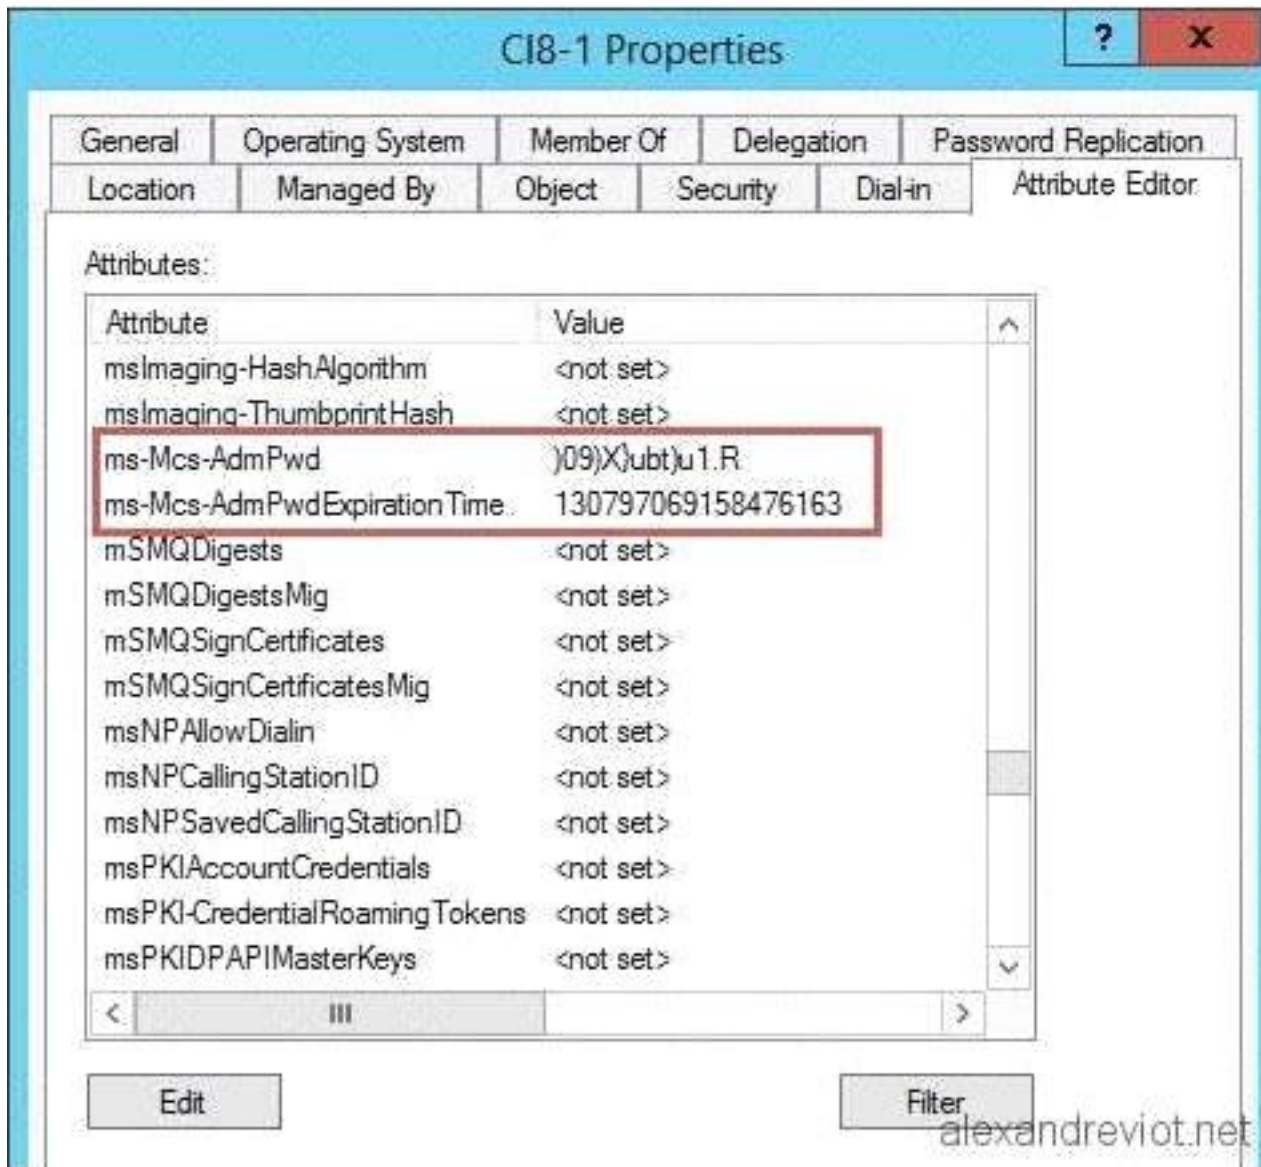 CI8-1 Properties
? x
General Operating System Member Of Delegation Password Replication
Location Managed By Object Security Dial-in Attribute Editor
Attributes:
Attribute Value
msImaging-HashAlgorithm <not set>
msImaging-ThumbprintHash <not set>
ms-Mcs-AdmPwd )09)X}ubt)u1.R
ms-Mcs-AdmPwdExpirationTime 130797069158476163
mSMQDigests <not set>
mSMQDigestsMig <not set>
mSMQSignCertificates <not set>
mSMQSignCertificatesMig <not set>
msNPAllowDialin <not set>
msNPCallingStationID <not set>
msNPSavedCallingStationID <not set>
msPKIAccountCredentials <not set>
msPKI-CredentialRoamingTokens <not set>
msPKIDPAPIMasterKeys <not set>
Edit Filter
alexandreviot.net